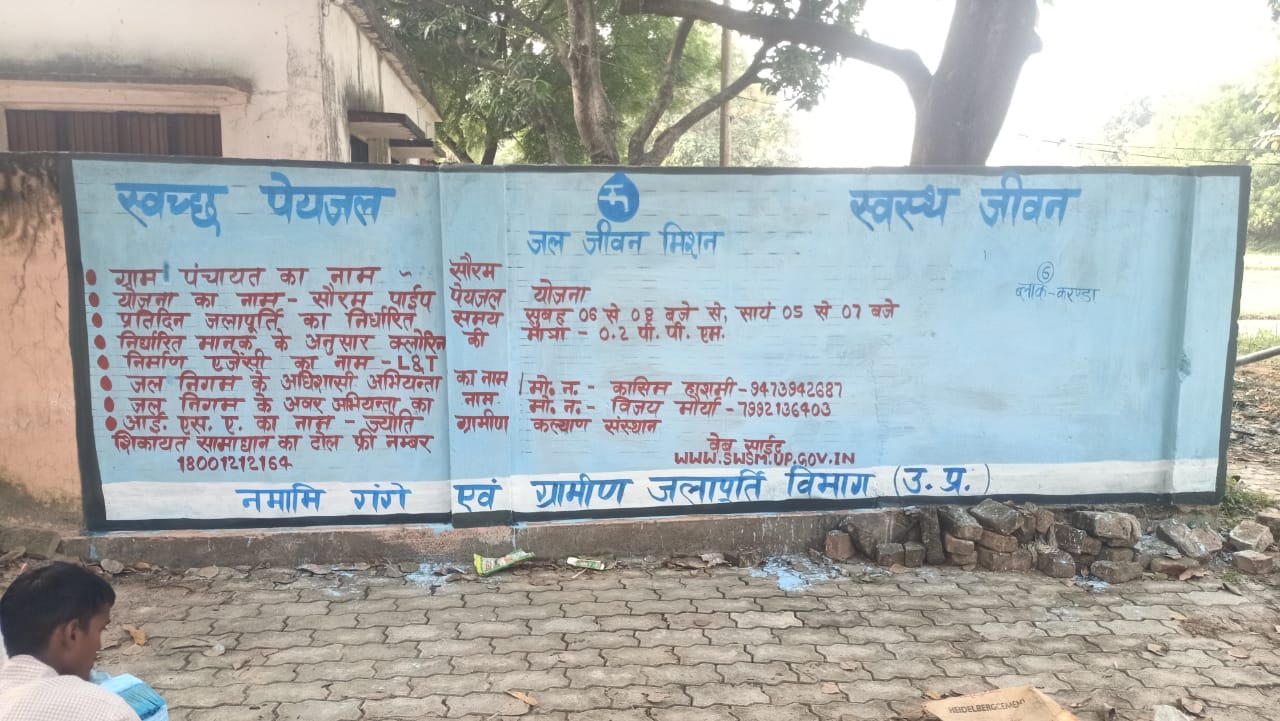 स्वच्छ पेयजल स्वस्थ जीवन
जल जीवन मिशन
ग्राम पंचायत का नाम - सौरम
योजना का नाम - सौरम पाईप पेयजल योजना
प्रतिदिन जलापूर्ति का निर्धारित समय सुबह 06 से 08 बजे से, सायं 05 से 07 बजे
निर्धारित मानक के अनुसार क्लोरिन की मात्रा - 0.2 पी. पी. एम.
निर्माण एजेंसी का नाम - L&T
जल निगम के अधिशासी अभियन्ता का नाम / मो. न. - कासिम हाशमी - 9473942687
जल निगम के अवर अभियन्ता का नाम मो. न. - विजय मौर्या - 7992136403
आई. एस. ए. का नाम - ज्योति ग्रामीण कल्याण संस्थान
शिकायत सामाधान का टोल फ्री नम्बर
18001212164
वेब साईट
WWW.SWSM.UP.GOV.IN
नमामि गंगे एवं ग्रामीण जलापूर्ति विभाग (उ. प्र.)
6
ब्लाक - करण्डा
HEIDELBERGCEMENT